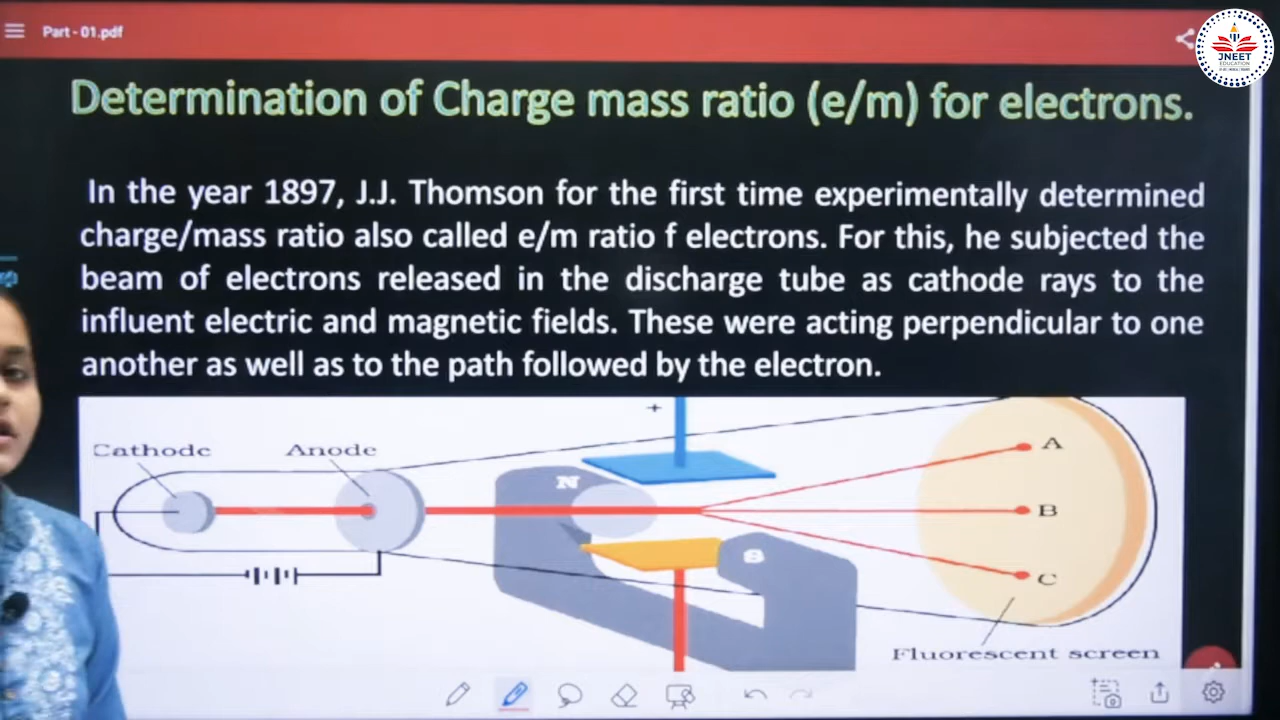 Part - 01.pdf
JNEET
EDUCATION
Determination of Charge mass ratio (e/m) for electrons.
In the year 1897, J.J. Thomson for the first time experimentally determined
charge/mass ratio also called e/m ratio f electrons. For this, he subjected the
beam of electrons released in the discharge tube as cathode rays to the
influent electric and magnetic fields. These were acting perpendicular to one
another as well as to the path followed by the electron.
+
Cathode
Anode
N
A
B
S
C
Fluorescent screen